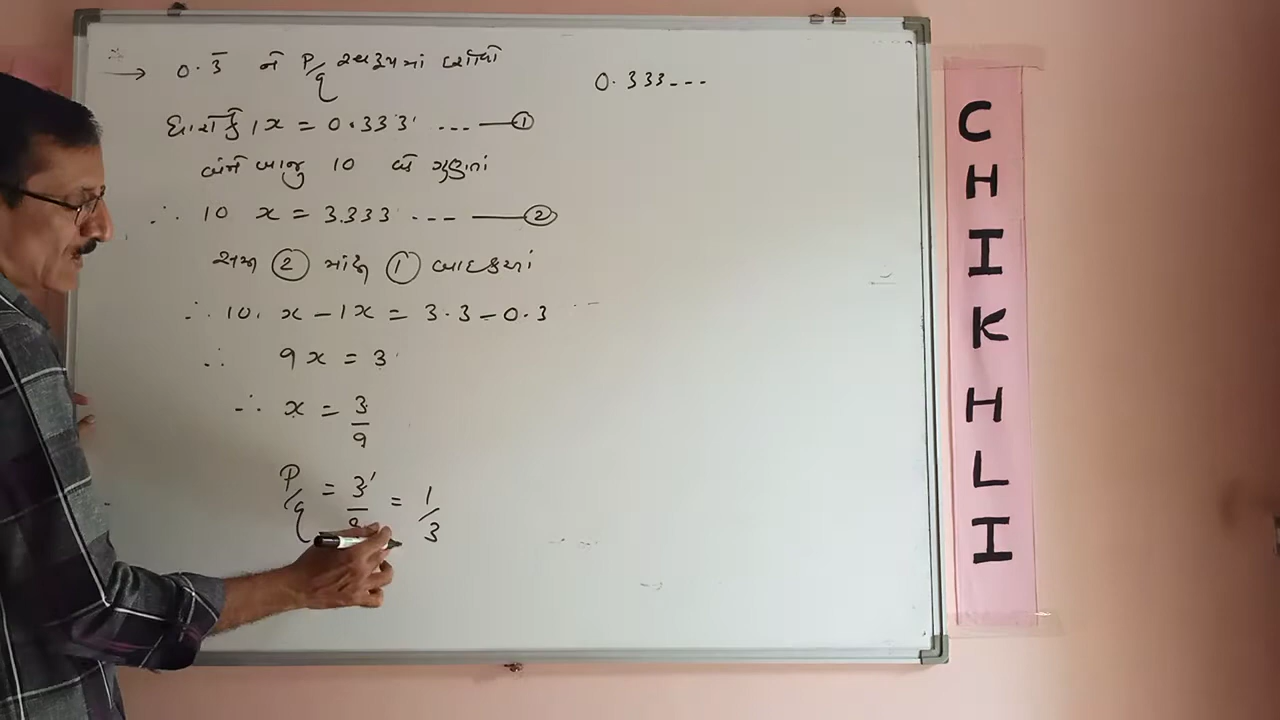 → 0.3̅ ને P/q સ્વરૂપમાં દર્શાવો
0.333---
ધારો કે 1x = 0.333 ... — ①
બંને બાજુ 10 વડે ગુણતાં
∴ 10 x = 3.333 ---- — ②
સમી ② માંથી ① બાદ કરતાં
∴ 10. x – 1x = 3.3 – 0.3
∴ 9x = 3
∴ x = 3/9
P/q = 3/9 = 1/3
CHIKHLI